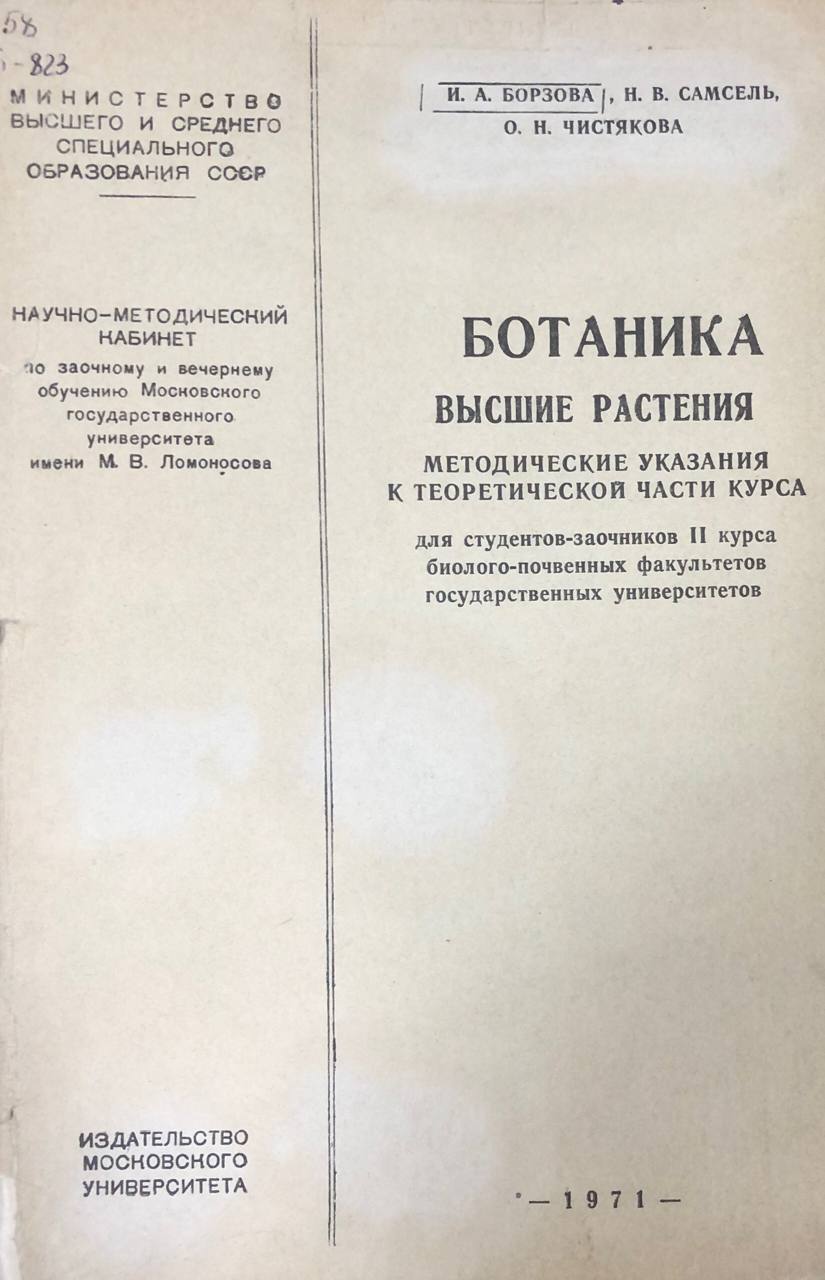 58
-823
МИНИСТЕРСТВО
ВЫСШЕГО И СРЕДНЕГО
СПЕЦИАЛЬНОГО
ОБРАЗОВАНИЯ СССР
НАУЧНО-МЕТОДИЧЕСКИЙ
КАБИНЕТ
по заочному и вечернему
обучению Московского
государственного
университета
имени М. В. Ломоносова
ИЗДАТЕЛЬСТВО
МОСКОВСКОГО
УНИВЕРСИТЕТА
И. А. БОРЗОВА, Н. В. САМСЕЛЬ,
О. Н. ЧИСТЯКОВА
БОТАНИКА
ВЫСШИЕ РАСТЕНИЯ
МЕТОДИЧЕСКИЕ УКАЗАНИЯ
К ТЕОРЕТИЧЕСКОЙ ЧАСТИ КУРСА
для студентов-заочников II курса
биолого-почвенных факультетов
государственных университетов
— 1971 —